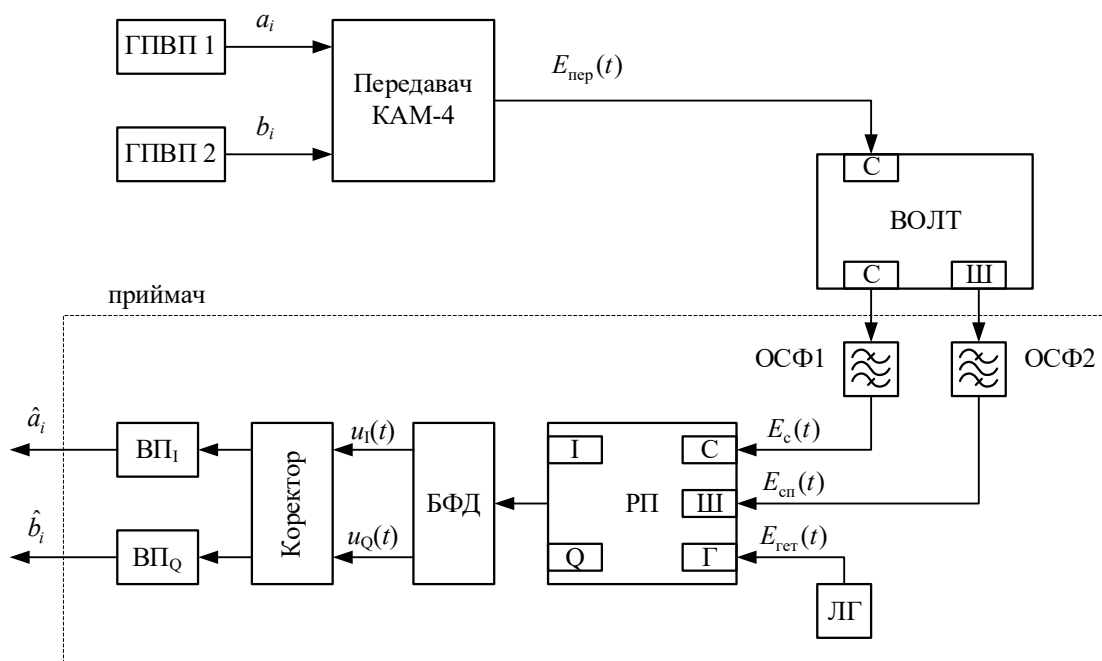 ГПВП 1
a_i
Передавач
КАМ-4
E_пер(t)
ГПВП 2
b_i
С
ВОЛТ
С
Ш
приймач
ОСФ1
ОСФ2
â_i
ВП_I
Коректор
u_I(t)
БФД
I
РП
С
E_с(t)
Ш
E_сп(t)
b̂_i
ВП_Q
u_Q(t)
Q
Г
E_гет(t)
ЛГ